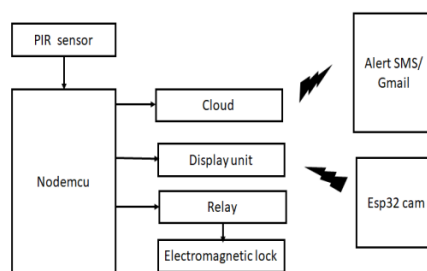 PIR sensor
Alert SMS/
Gmail
Cloud
Display unit
Nodemcu
Relay
Esp32 cam
Electromagnetic lock